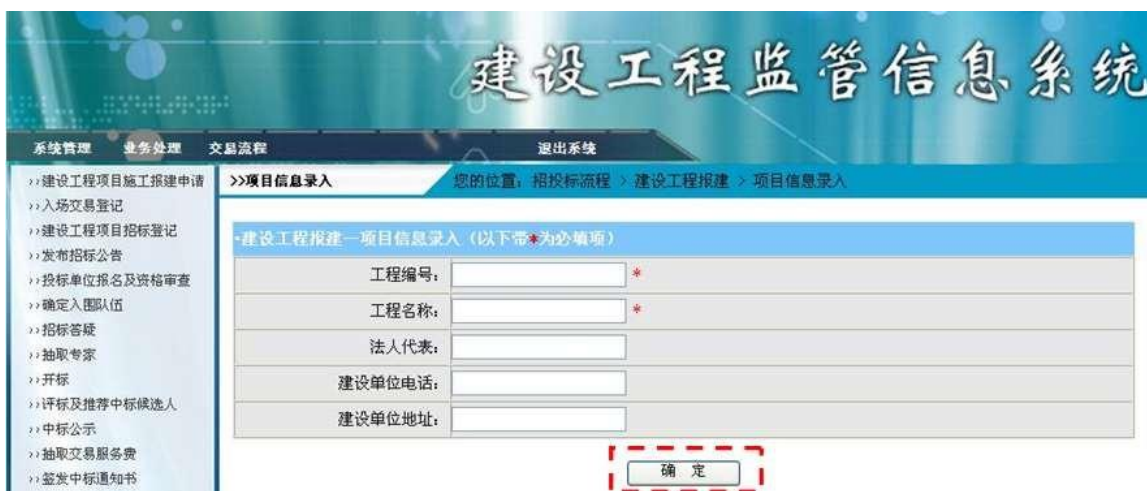 建设工程监管信息系统
系统管理 业务处理 交易流程 退出系统
>>建设工程项目施工报建申请
>>入场交易登记
>>建设工程项目招标登记
>>发布招标公告
>>投标单位报名及资格审查
>>确定入围队伍
>>招标答疑
>>抽取专家
>>开标
>>评标及推荐中标候选人
>>中标公示
>>抽取交易服务费
>>签发中标通知书
>>项目信息录入 您的位置：招投标流程 > 建设工程报建 > 项目信息录入
·建设工程报建—项目信息录入（以下带*为必填项）
工程编号： *
工程名称： *
法人代表：
建设单位电话：
建设单位地址：
确 定